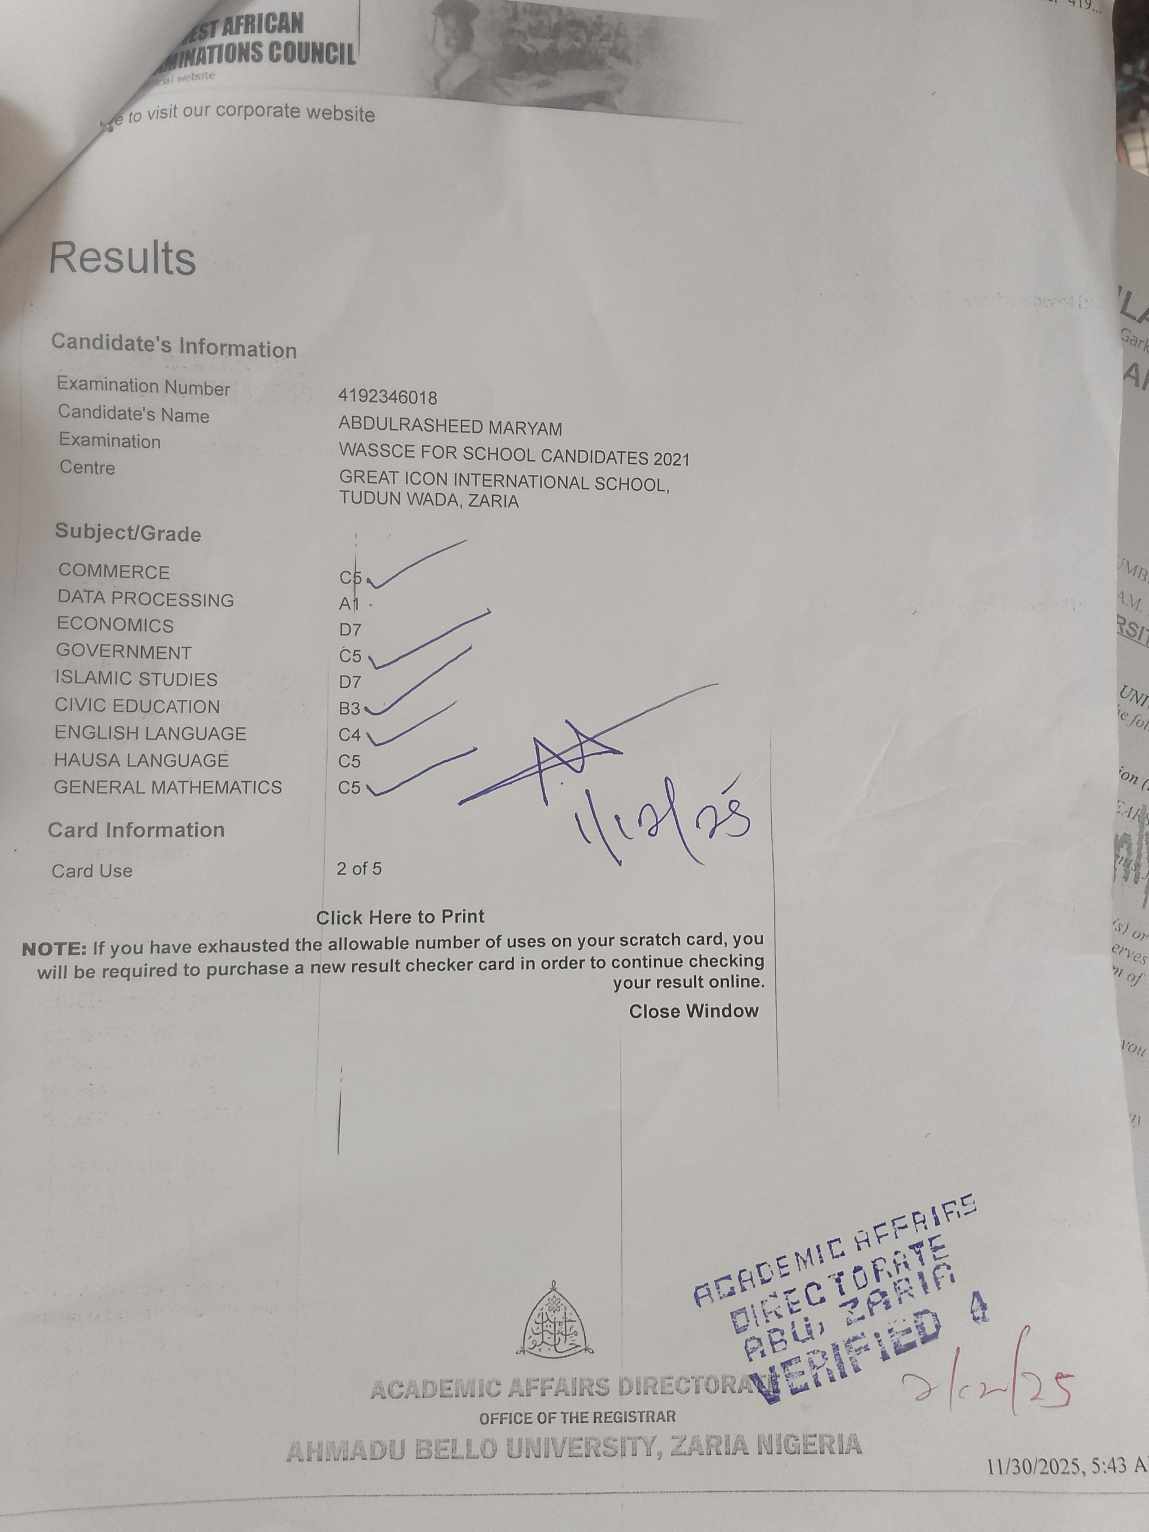 AFRICAN
EXAMINATIONS COUNCIL
website
to visit our corporate website
Results
Candidate's Information
Examination Number 4192346018
Candidate's Name ABDULRASHEED MARYAM
Examination WASSCE FOR SCHOOL CANDIDATES 2021
Centre GREAT ICON INTERNATIONAL SCHOOL,
TUDUN WADA, ZARIA
Subject/Grade
COMMERCE C5
DATA PROCESSING A1
ECONOMICS D7
GOVERNMENT C5
ISLAMIC STUDIES D7
CIVIC EDUCATION B3
ENGLISH LANGUAGE C4
HAUSA LANGUAGE C5
GENERAL MATHEMATICS C5
1/12/25
Card Information
Card Use 2 of 5
Click Here to Print
NOTE: If you have exhausted the allowable number of uses on your scratch card, you
will be required to purchase a new result checker card in order to continue checking
your result online.
Close Window
ACADEMIC AFFAIRS
DIRECTORATE
ABU, ZARIA
VERIFIED 4
2/12/25
ACADEMIC AFFAIRS DIRECTORATE
OFFICE OF THE REGISTRAR
AHMADU BELLO UNIVERSITY, ZARIA NIGERIA
11/30/2025, 5:43 A